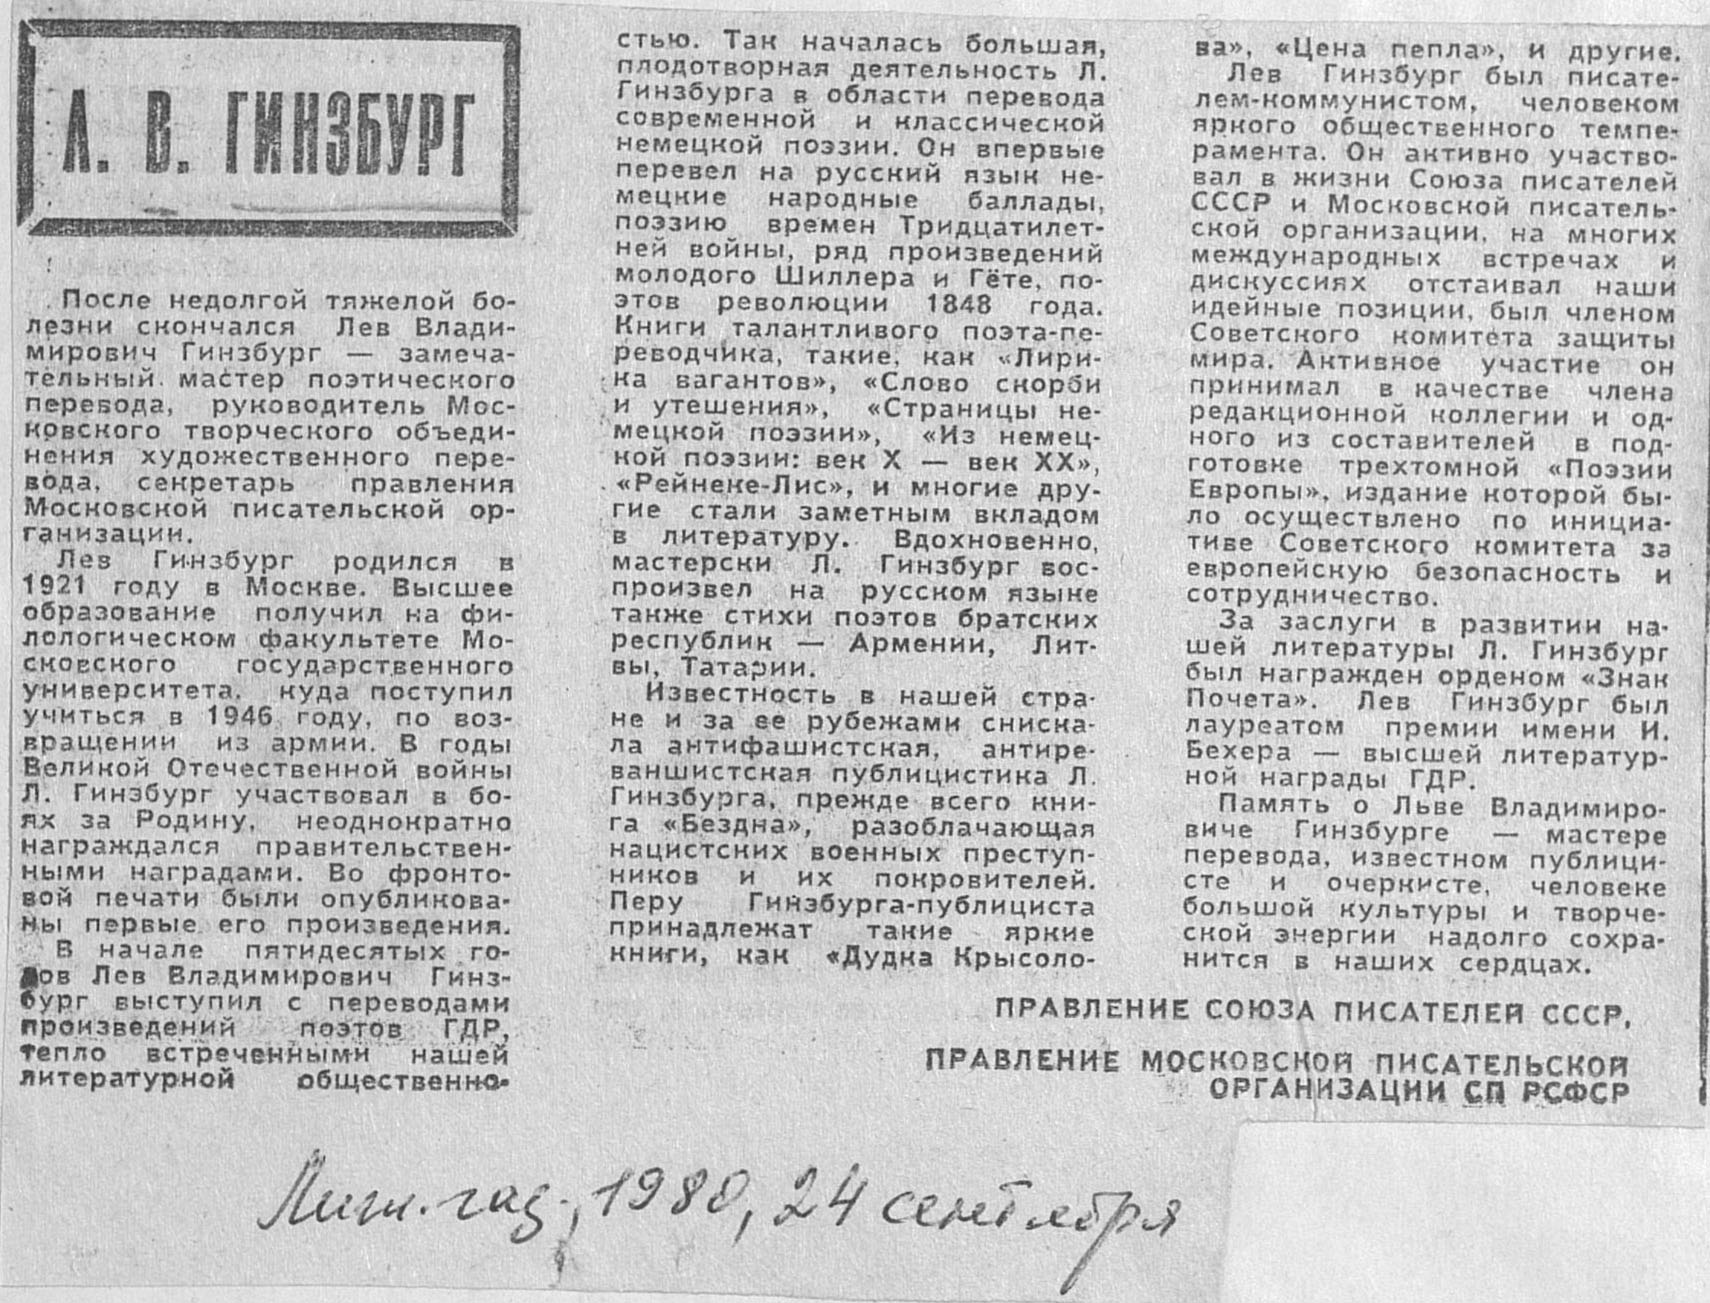 Л. В. ГИНЗБУРГ
После недолгой тяжелой бо-
лезни скончался Лев Влади-
мирович Гинзбург — замеча-
тельный мастер поэтического
перевода, руководитель Мос-
ковского творческого объеди-
нения художественного пере-
вода, секретарь правления
Московской писательской ор-
ганизации.
Лев Гинзбург родился в
1921 году в Москве. Высшее
образование получил на фи-
лологическом факультете Мо-
сковского государственного
университета, куда поступил
учиться в 1946 году, по воз-
вращении из армии. В годы
Великой Отечественной войны
Л. Гинзбург участвовал в бо-
ях за Родину, неоднократно
награждался правительствен-
ными наградами. Во фронто-
вой печати были опубликова-
ны первые его произведения.
В начале пятидесятых го-
дов Лев Владимирович Гинз-
бург выступил с переводами
произведений поэтов ГДР,
тепло встреченными нашей
литературной общественно-
стью. Так началась большая,
плодотворная деятельность Л.
Гинзбурга в области перевода
современной и классической
немецкой поэзии. Он впервые
перевел на русский язык не-
мецкие народные баллады,
поэзию времен Тридцатилет-
ней войны, ряд произведений
молодого Шиллера и Гёте, по-
этов революции 1848 года.
Книги талантливого поэта-пе-
реводчика, такие, как «Лири-
ка вагантов», «Слово скорби
и утешения», «Страницы не-
мецкой поэзии», «Из немец-
кой поэзии: век X — век XX»,
«Рейнеке-Лис», и многие дру-
гие стали заметным вкладом
в литературу. Вдохновенно,
мастерски Л. Гинзбург вос-
произвел на русском языке
также стихи поэтов братских
республик — Армении, Лит-
вы, Татарии.
Известность в нашей стра-
не и за ее рубежами сниска-
ла антифашистская, антире-
ваншистская публицистика Л.
Гинзбурга, прежде всего кни-
га «Бездна», разоблачающая
нацистских военных преступ-
ников и их покровителей.
Перу Гинзбурга-публициста
принадлежат такие яркие
книги, как «Дудка Крысоло-
ва», «Цена пепла», и другие.
Лев Гинзбург был писате-
лем-коммунистом, человеком
яркого общественного темпе-
рамента. Он активно участво-
вал в жизни Союза писателей
СССР и Московской писатель-
ской организации, на многих
международных встречах и
дискуссиях отстаивал наши
идейные позиции, был членом
Советского комитета защиты
мира. Активное участие он
принимал в качестве члена
редакционной коллегии и од-
ного из составителей в под-
готовке трехтомной «Поэзии
Европы», издание которой бы-
ло осуществлено по инициа-
тиве Советского комитета за
европейскую безопасность и
сотрудничество.
За заслуги в развитии на-
шей литературы Л. Гинзбург
был награжден орденом «Знак
Почета». Лев Гинзбург был
лауреатом премии имени И.
Бехера — высшей литератур-
ной награды ГДР.
Память о Льве Владимиро-
виче Гинзбурге — мастере
перевода, известном публици-
сте и очеркисте, человеке
большой культуры и творче-
ской энергии надолго сохра-
нится в наших сердцах.
ПРАВЛЕНИЕ СОЮЗА ПИСАТЕЛЕЙ СССР,
ПРАВЛЕНИЕ МОСКОВСКОЙ ПИСАТЕЛЬСКОЙ
ОРГАНИЗАЦИИ СП РСФСР
Лит. газ., 1980, 24 сентября